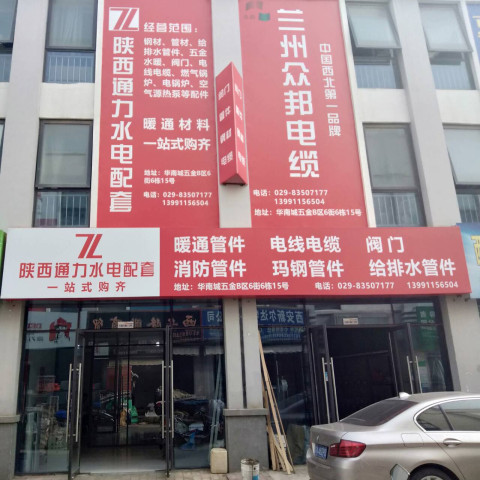 陕西通力水电配套
经营范围：
钢材、管材、给
排水管件、五金
水暖、阀门、电
线电缆、燃气锅
炉、电锅炉、空
气源热泵等配件
暖通材料
一站式购齐
地址：华南城五金8区6
街6栋15号
电话：029-83507177
13991156504
兰州众邦电缆
中国西北第一品牌
电话：029-83507177
13991156504
地址：华南城五金B区6街6栋15号
陕西通力水电配套
一站式购齐
暖通管件 电线电缆 阀门
消防管件 玛钢管件 给排水管件
地址：华南城五金B区6街6栋15号 电话：029-83507177 13991156504